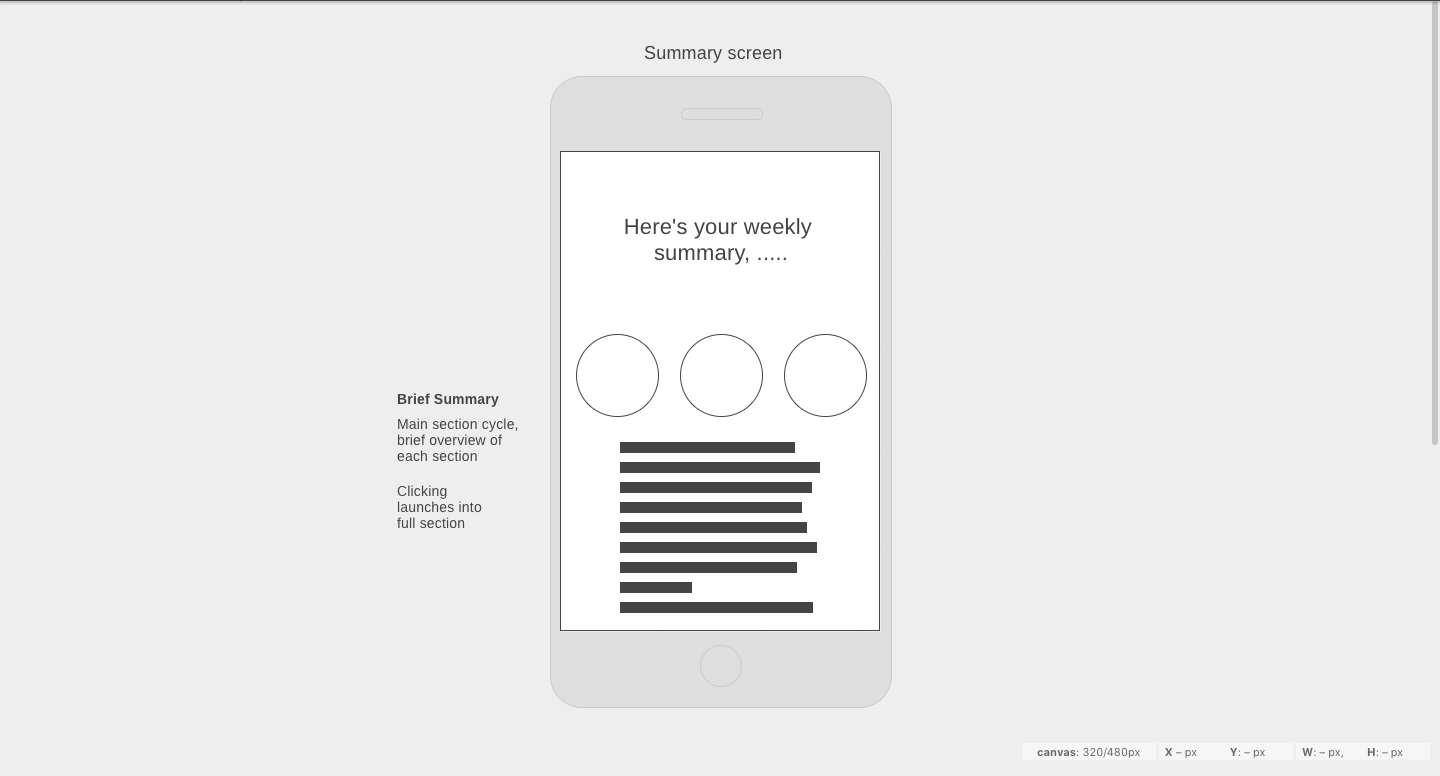 Summary screen
Here's your weekly
summary, .....
Brief Summary
Main section cycle,
brief overview of
each section
Clicking
launches into
full section
canvas: 320/480px X – px Y: – px W: – px, H: – px